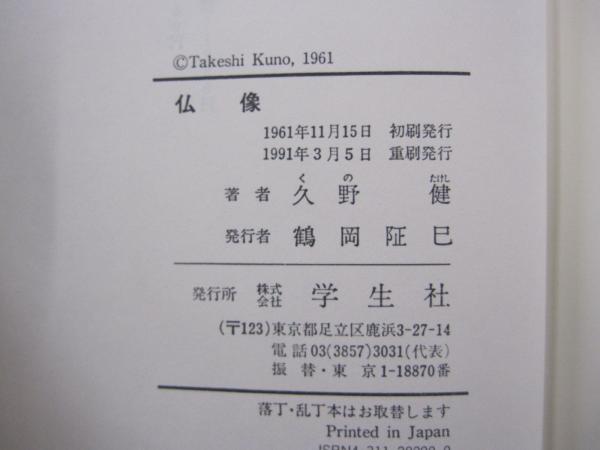 ©Takeshi Kuno, 1961
仏像
1961年11月15日 初刷発行
1991年3月5日 重刷発行
著者 久野 健
くの たけし
発行者 鶴岡阷巳
発行所 株式会社 学生社
(〒123)東京都足立区鹿浜3-27-14
電話 03(3857)3031(代表)
振替・東京1-18870番
落丁・乱丁本はお取替します
Printed in Japan